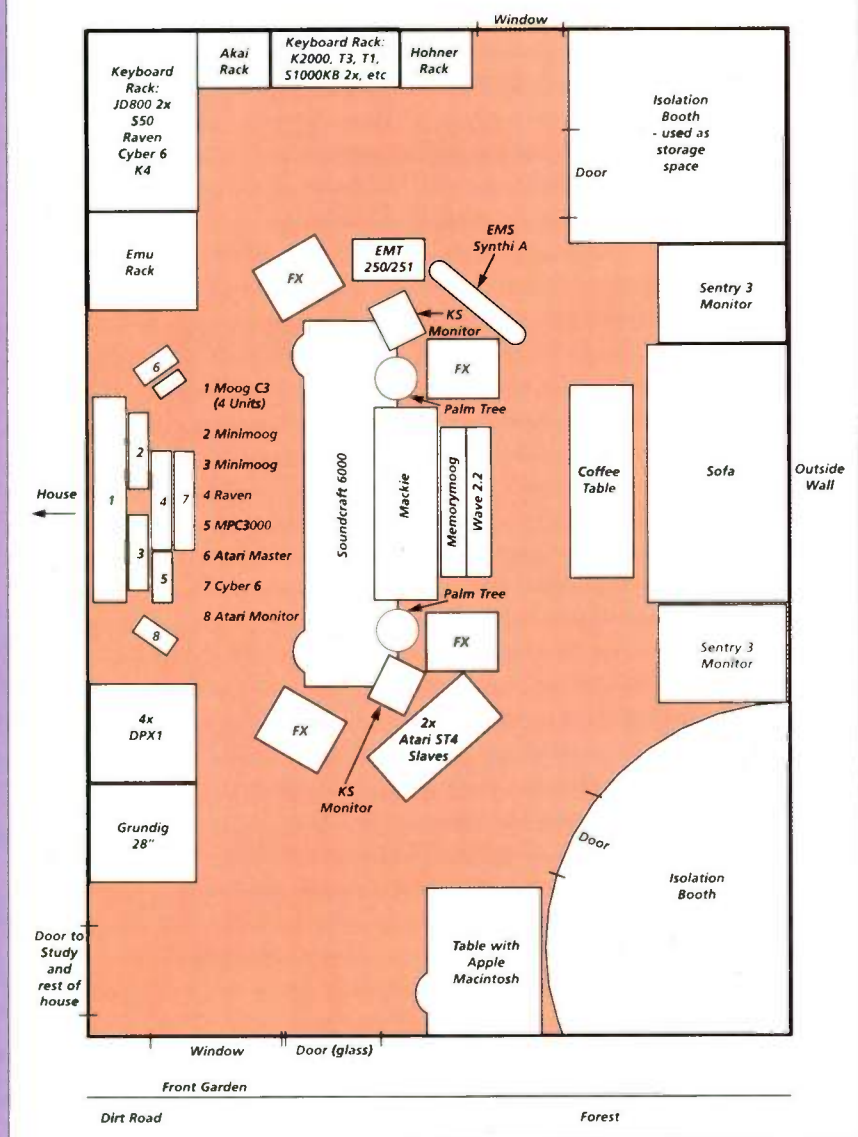 Window
Keyboard
Rack:
JD800 2x
S50
Raven
Cyber 6
K4
Akai
Rack
Keyboard Rack:
K2000, T3, T1,
S1000KB 2x, etc
Hohner
Rack
Isolation
Booth
- used as
storage
space
Door
Emu
Rack
FX
EMT
250/251
EMS
Synthi A
Sentry 3
Monitor
KS
Monitor
FX
Palm Tree
6
1 Moog C3
(4 Units)
2 Minimoog
3 Minimoog
4 Raven
5 MPC3000
6 Atari Master
7 Cyber 6
8 Atari Monitor
House
1
2
3
4
7
5
8
Soundcraft 6000
Mackie
Memorymoog
Wave 2.2
Coffee
Table
Sofa
Outside
Wall
Palm Tree
FX
Sentry 3
Monitor
4x
DPX1
FX
2x
Atari ST4
Slaves
KS
Monitor
Grundig
28"
Door
Isolation
Booth
Door to
Study
and
rest of
house
Table with
Apple
Macintosh
Window
Door (glass)
Front Garden
Dirt Road
Forest